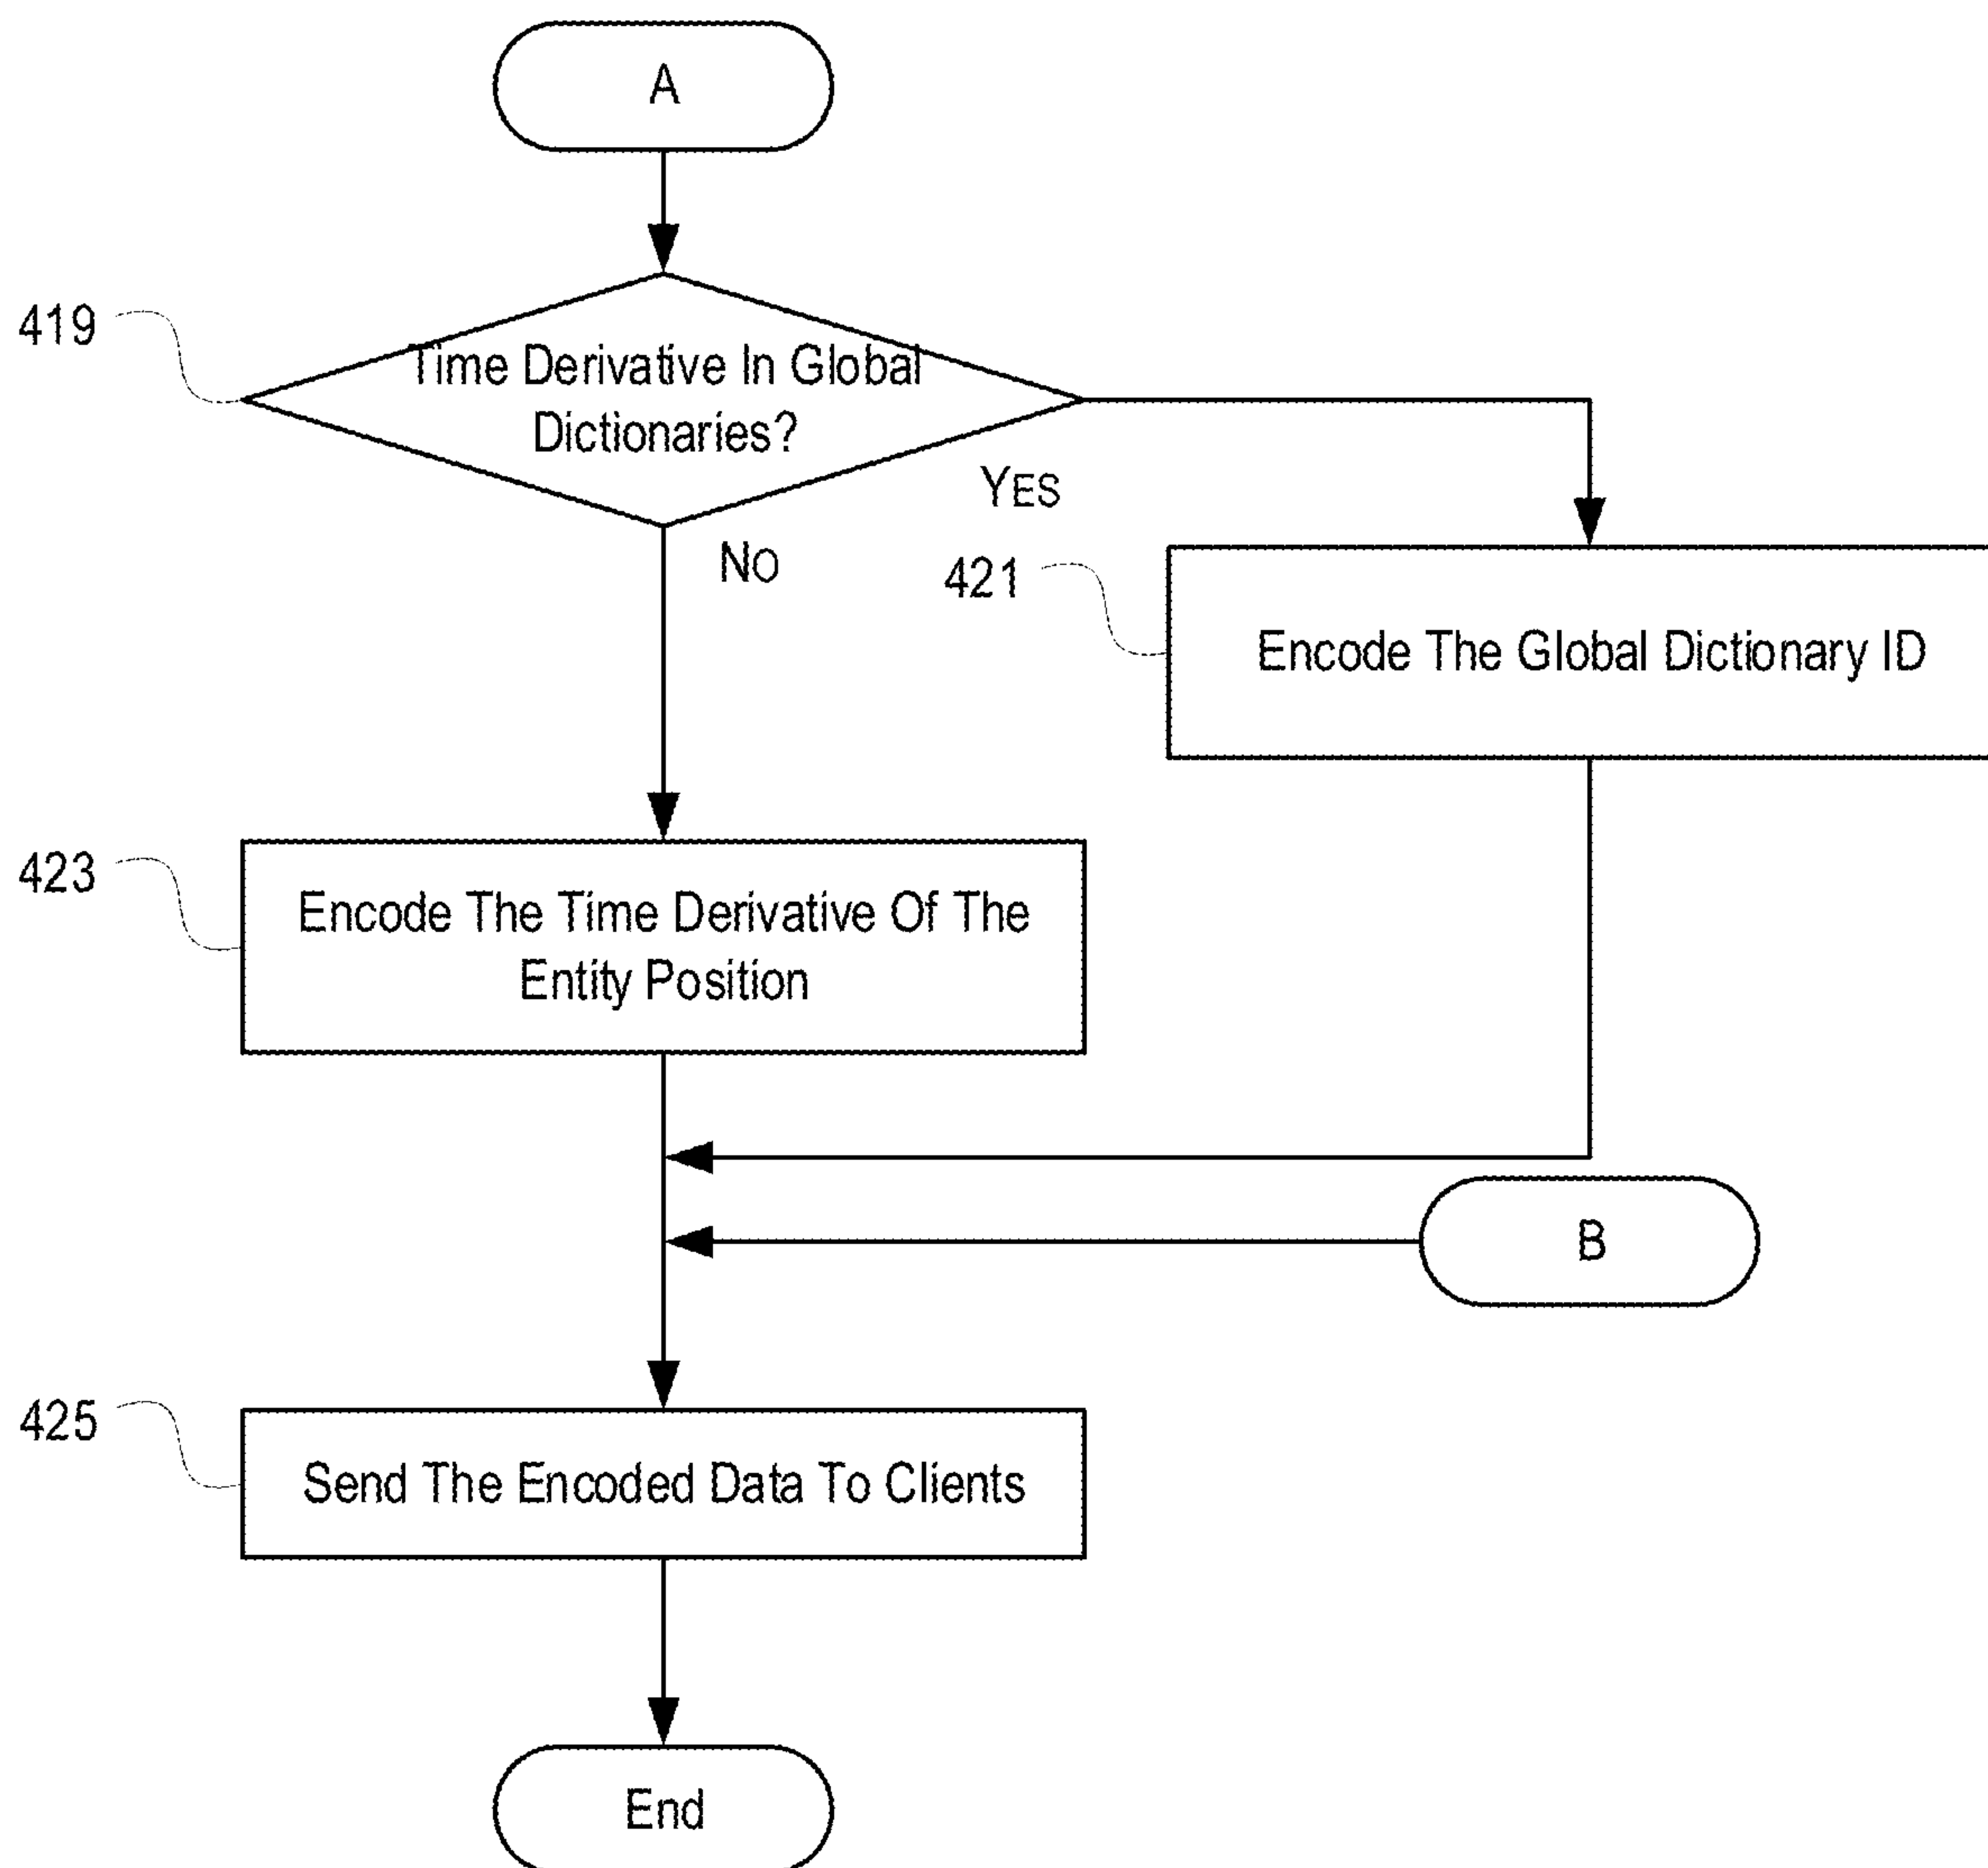 A
419
Time Derivative In Global
Dictionaries?
YES
NO
421
Encode The Global Dictionary ID
423
Encode The Time Derivative Of The
Entity Position
B
425
Send The Encoded Data To Clients
End